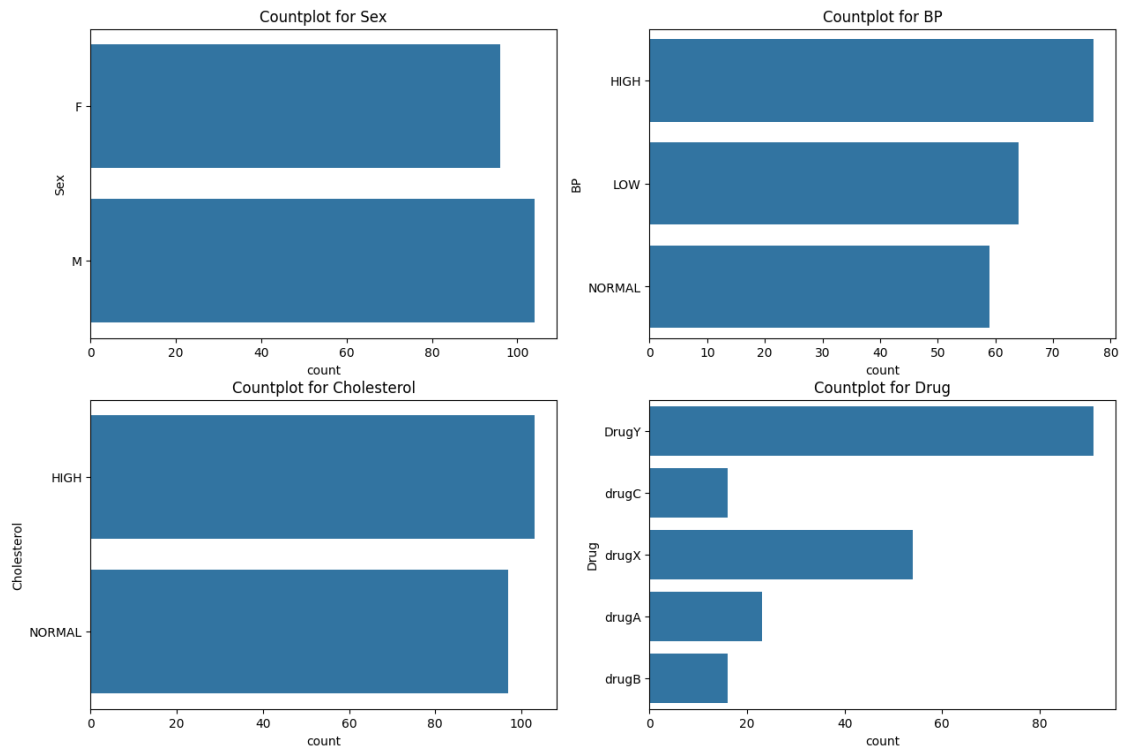 Countplot for Sex
F
M
Sex
0 20 40 60 80 100
count
Countplot for BP
HIGH
LOW
NORMAL
BP
0 10 20 30 40 50 60 70 80
count
Countplot for Cholesterol
HIGH
NORMAL
Cholesterol
0 20 40 60 80 100
count
Countplot for Drug
DrugY
drugC
drugX
drugA
drugB
Drug
0 20 40 60 80
count